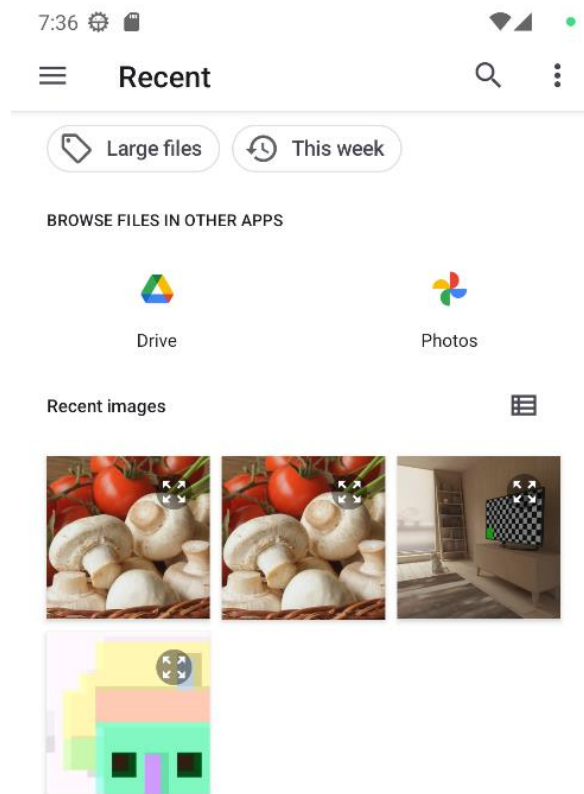 7:36
Recent
Large files
This week
BROWSE FILES IN OTHER APPS
Drive
Photos
Recent images